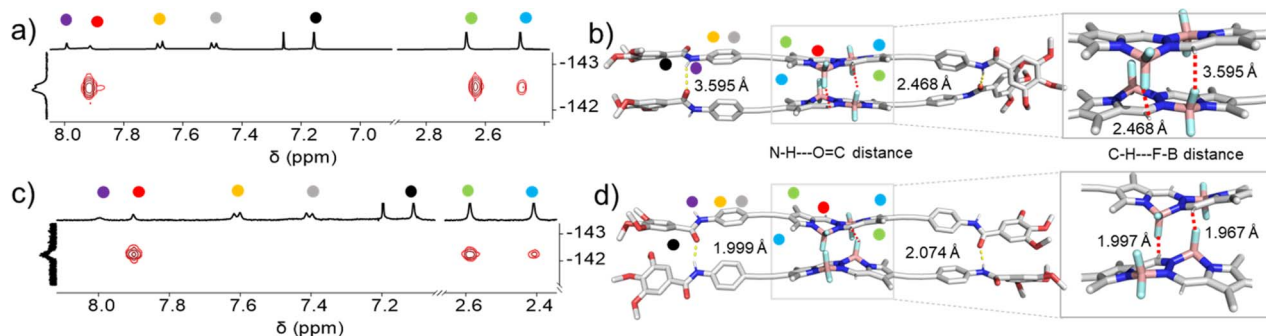 a)
-143
-142
8.0 7.8 7.6 7.4 7.2 7.0 2.8 2.6
δ (ppm)
b)
3.595 Å
2.468 Å
N-H---O=C distance
3.595 Å
2.468 Å
C-H---F-B distance
c)
-143
-142
8.0 7.8 7.6 7.4 7.2 2.6 2.4
δ (ppm)
d)
1.999 Å
2.074 Å
1.997 Å
1.967 Å